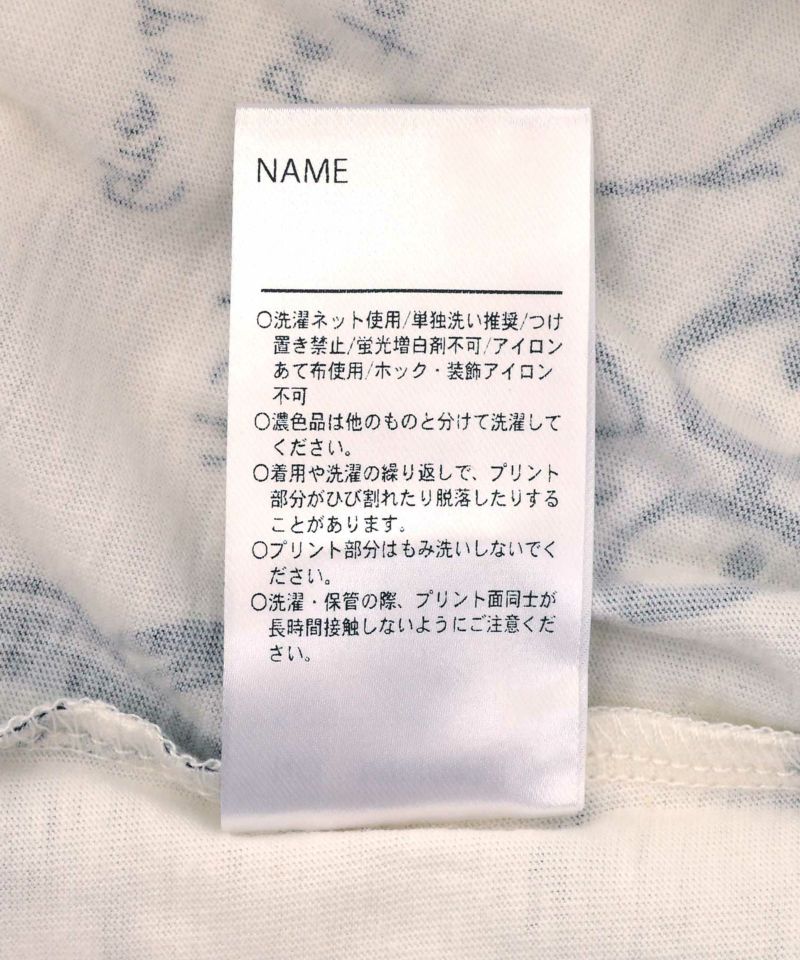 NAME
○洗濯ネット使用/単独洗い推奨/つけ
置き禁止/蛍光増白剤不可/アイロン
あて布使用/ホック・装飾アイロン
不可
○濃色品は他のものと分けて洗濯して
ください。
○着用や洗濯の繰り返しで、プリント
部分がひび割れたり脱落したりする
ことがあります。
○プリント部分はもみ洗いしないでく
ださい。
○洗濯・保管の際、プリント面同士が
長時間接触しないようにご注意くだ
さい。